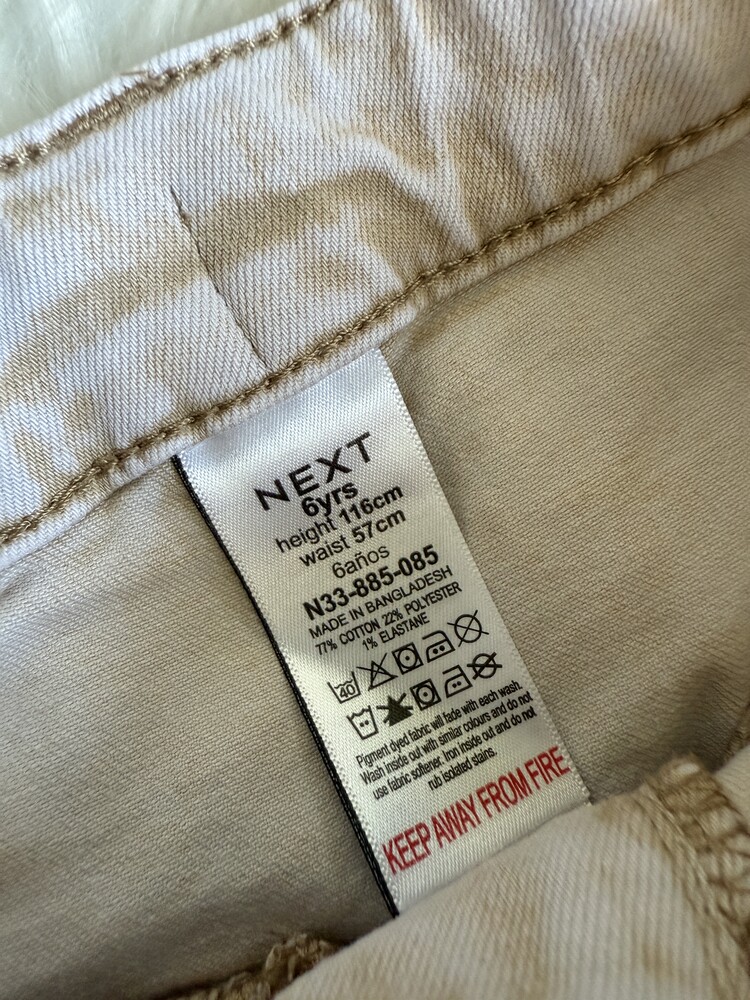 NEXT
6yrs
height 116cm
waist 57cm
6años
N33-885-085
MADE IN BANGLADESH
77% COTTON 22% POLYESTER
1% ELASTANE
40
Pigment dyed fabric will fade with each wash.
Wash inside out with similar colours and do not
use fabric softener. Iron inside out and do not
rub isolated stains.
KEEP AWAY FROM FIRE